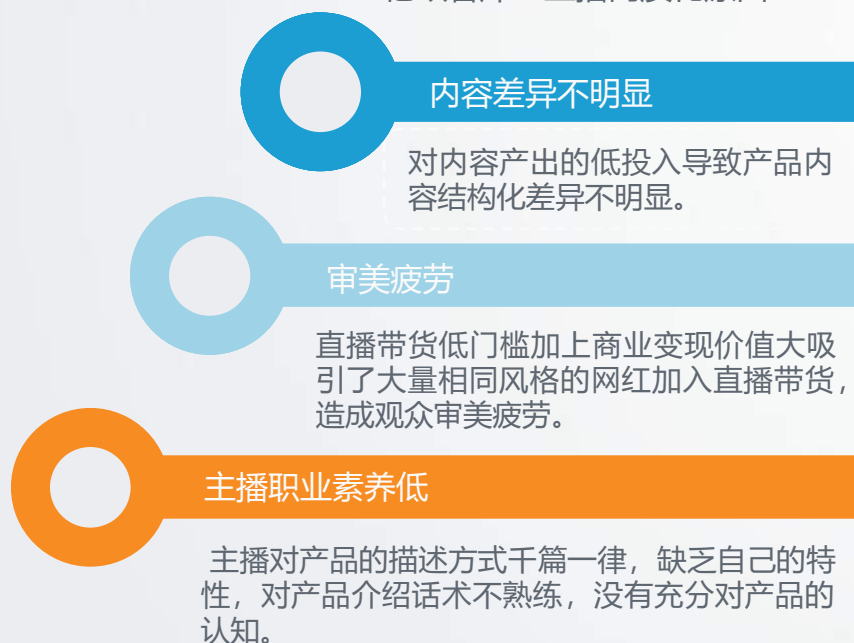 内容差异不明显
对内容产出的低投入导致产品内
容结构化差异不明显。
审美疲劳
直播带货低门槛加上商业变现价值大吸
引了大量相同风格的网红加入直播带货，
造成观众审美疲劳。
主播职业素养低
主播对产品的描述方式千篇一律，缺乏自己的特
性，对产品介绍话术不熟练，没有充分对产品的
认知。